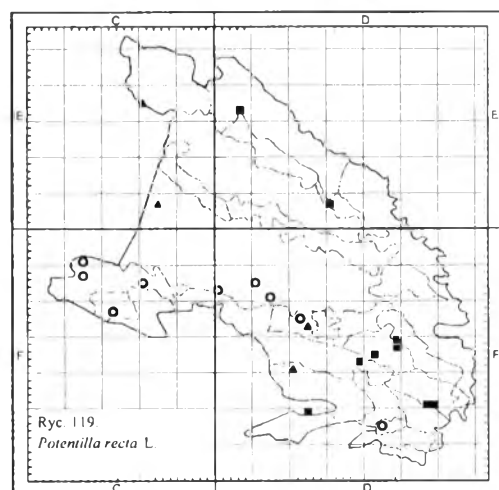 C
D
E
E
F
F
Ryc. 119.
Potentilla recta L.
C
D